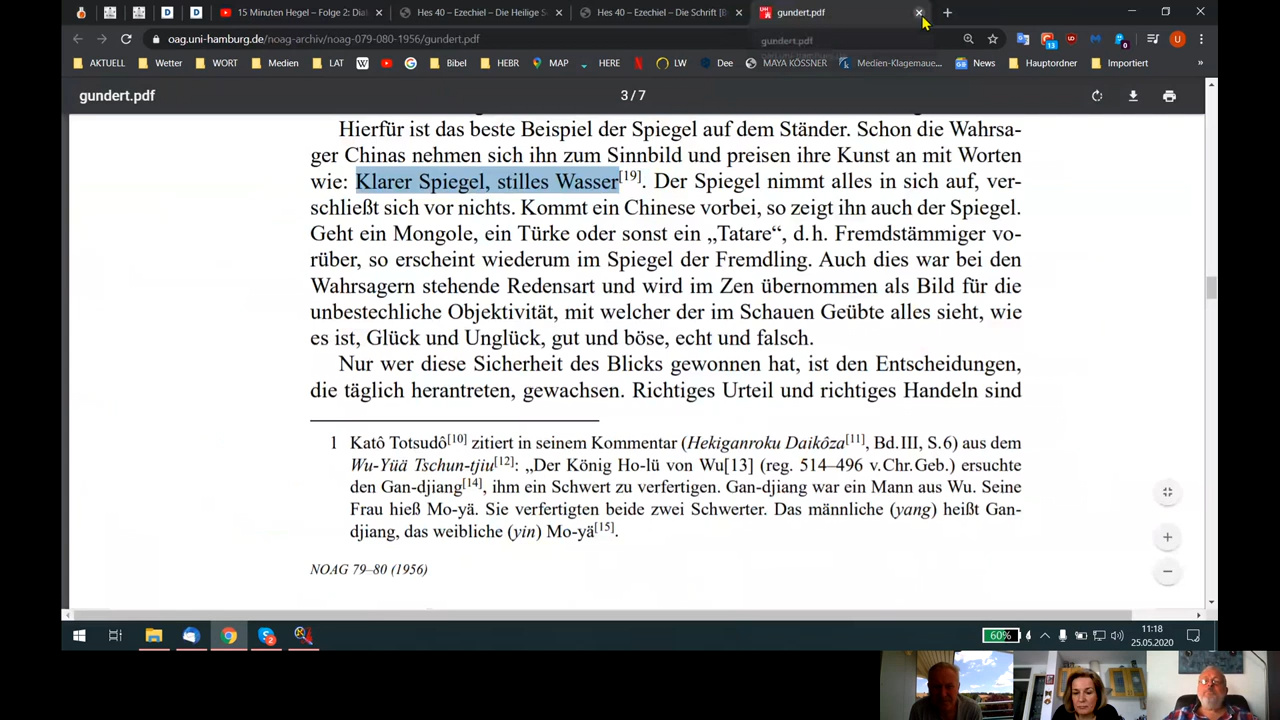 15 Minuten Hegel – Folge 2: Dia
Hes 40 – Ezechiel – Die Heilige S
Hes 40 – Ezechiel – Die Schrift [B
gundert.pdf
oag.uni-hamburg.de/noag-archiv/noag-079-080-1956/gundert.pdf
gundert.pdf
AKTUELL Wetter WORT Medien LAT Bibel HEBR MAP HERE LW Dee MAYA KÖSSNER Medien-Klagemaue... News Hauptordner Importiert »
gundert.pdf 3 / 7
Hierfür ist das beste Beispiel der Spiegel auf dem Ständer. Schon die Wahrsa-
ger Chinas nehmen sich ihn zum Sinnbild und preisen ihre Kunst an mit Worten
wie: Klarer Spiegel, stilles Wasser[19]. Der Spiegel nimmt alles in sich auf, ver-
schließt sich vor nichts. Kommt ein Chinese vorbei, so zeigt ihn auch der Spiegel.
Geht ein Mongole, ein Türke oder sonst ein „Tatare“, d.h. Fremdstämmiger vo-
rüber, so erscheint wiederum im Spiegel der Fremdling. Auch dies war bei den
Wahrsagern stehende Redensart und wird im Zen übernommen als Bild für die
unbestechliche Objektivität, mit welcher der im Schauen Geübte alles sieht, wie
es ist, Glück und Unglück, gut und böse, echt und falsch.
Nur wer diese Sicherheit des Blicks gewonnen hat, ist den Entscheidungen,
die täglich herantreten, gewachsen. Richtiges Urteil und richtiges Handeln sind
1 Katô Totsudô[10] zitiert in seinem Kommentar (Hekiganroku Daikôza[11], Bd.III, S.6) aus dem
Wu-Yüä Tschun-tjiu[12]: „Der König Ho-lü von Wu[13] (reg. 514–496 v.Chr.Geb.) ersuchte
den Gan-djiang[14], ihm ein Schwert zu verfertigen. Gan-djiang war ein Mann aus Wu. Seine
Frau hieß Mo-yä. Sie verfertigten beide zwei Schwerter. Das männliche (yang) heißt Gan-
djiang, das weibliche (yin) Mo-yä[15].
NOAG 79–80 (1956)
60%
11:18
25.05.2020